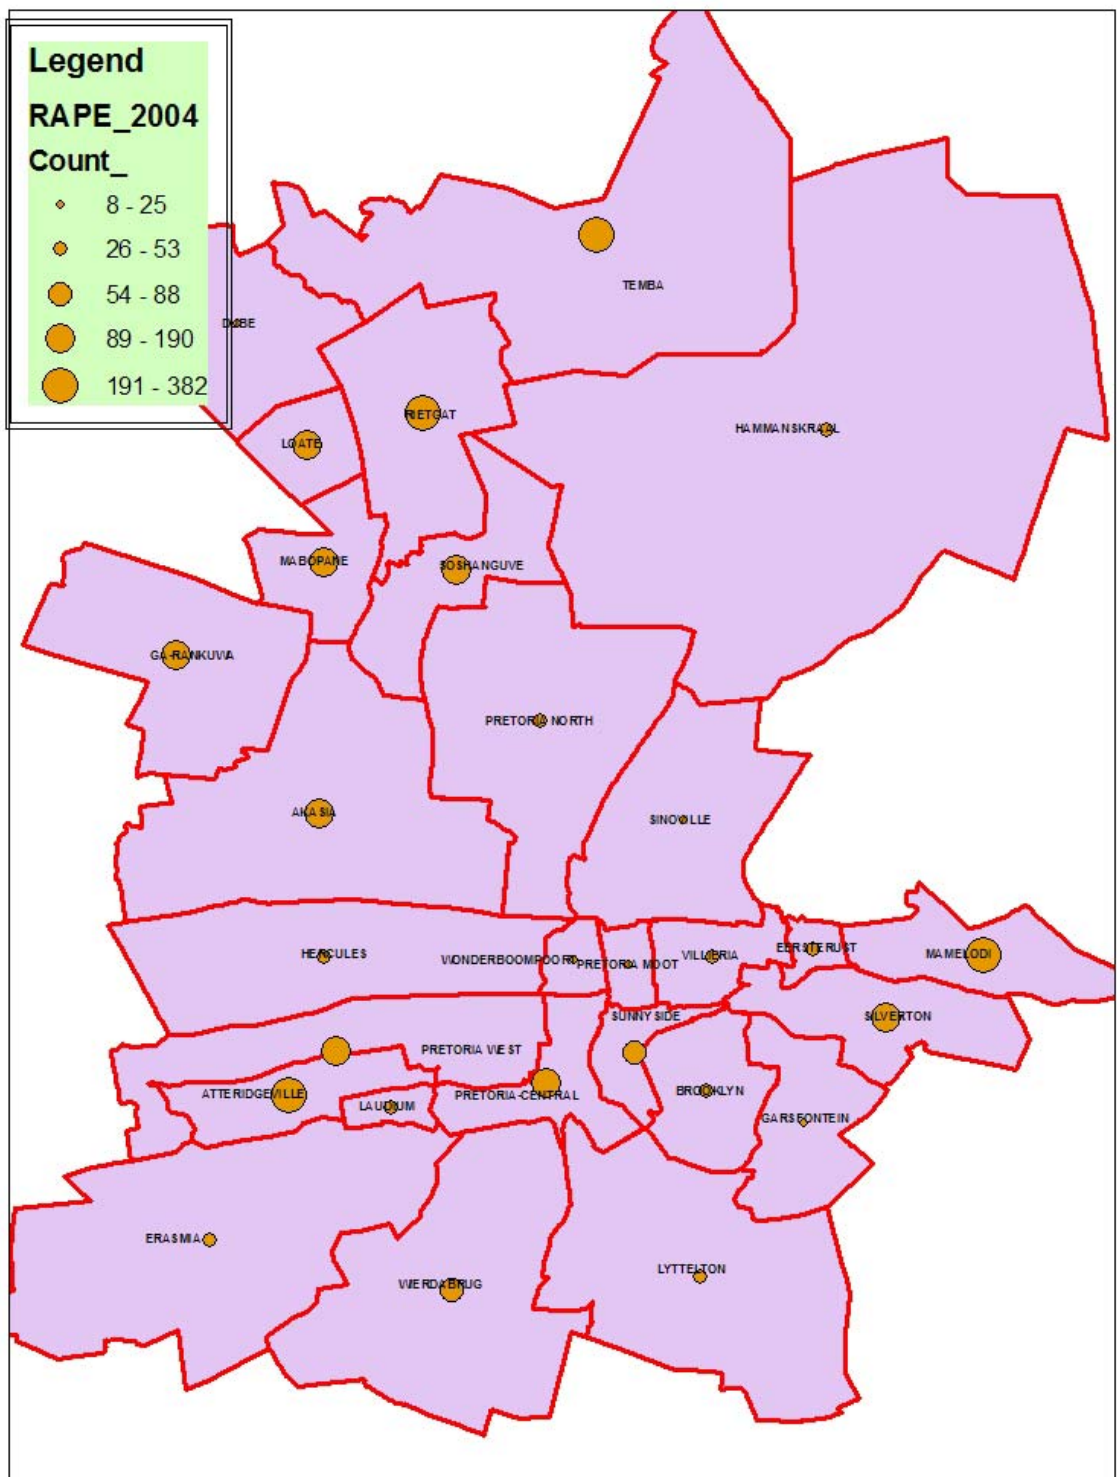 Legend
RAPE_2004
Count_
8 - 25
26 - 53
54 - 88
89 - 190
191 - 382
TEMBA
DUBE
RIETGAT
LOATE
HAMMANSKRAAL
MABOPANE
SOSHANGUVE
GA-RANKUWA
PRETORIA NORTH
AKASIA
SINOVILLE
HERCULES
WONDERBOOMPOORT
PRETORIA MOOT
VILLIERIA
EERSTERUST
MAMELODI
SUNNYSIDE
SILVERTON
PRETORIA WEST
ATTERIDGEVILLE
LAUDIUM
PRETORIA-CENTRAL
BROOKLYN
GARSFONTEIN
ERASMIA
LYTTELTON
WIERDABRUG